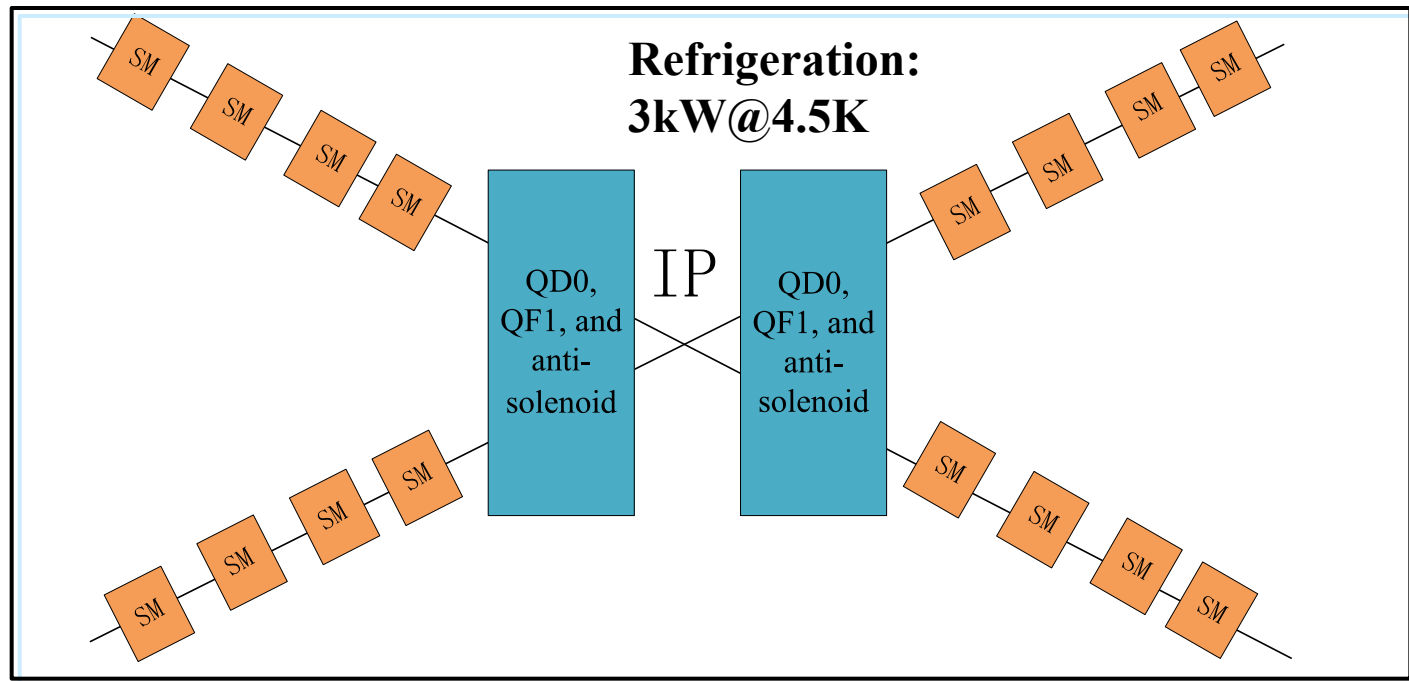 Refrigeration:
3kW@4.5K
SM
SM
SM
SM
SM
SM
SM
SM
QD0,
QF1, and
anti-
solenoid
IP
QD0,
QF1, and
anti-
solenoid
SM
SM
SM
SM
SM
SM
SM
SM